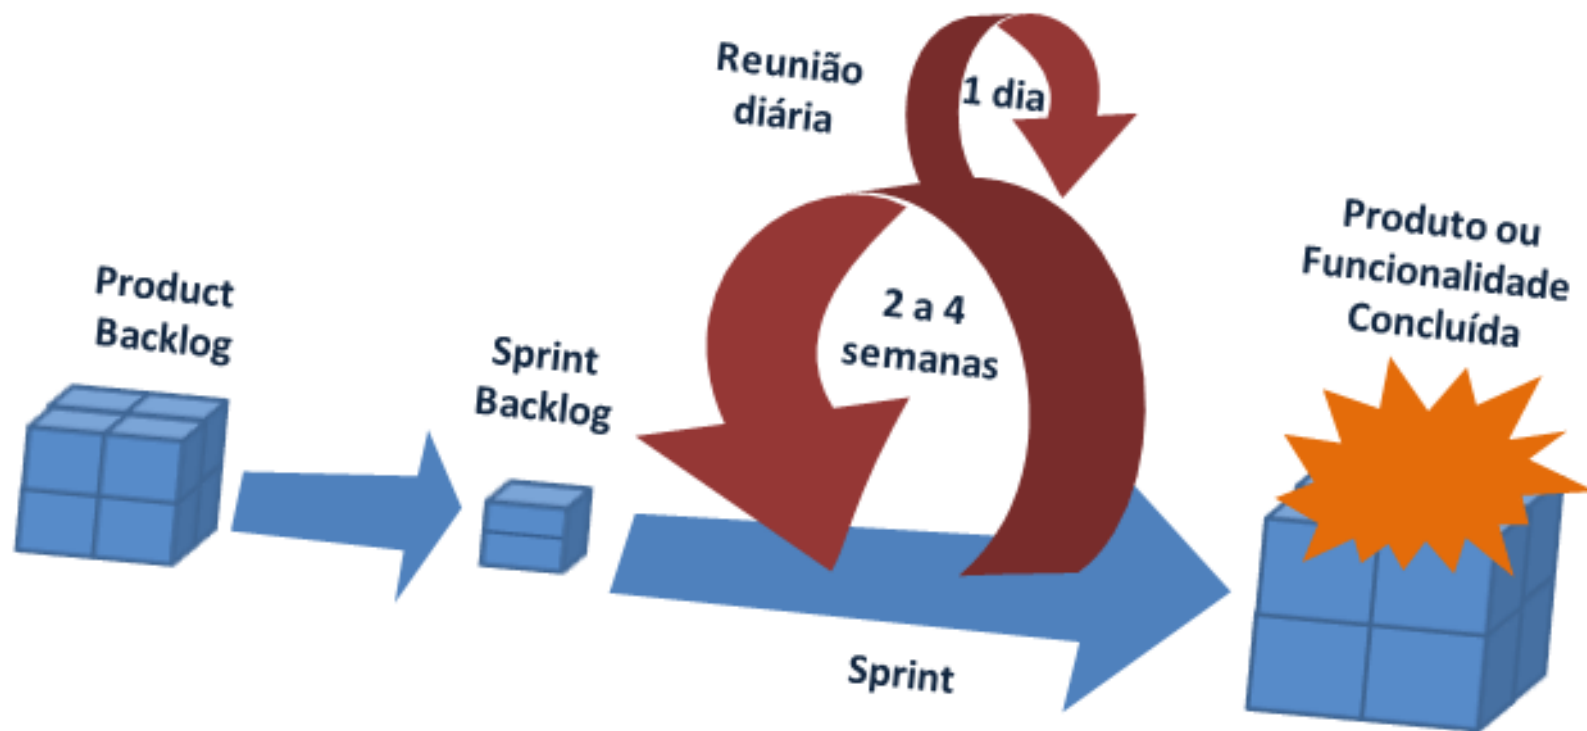 Product
Backlog
Sprint
Backlog
Reunião
diária
1 dia
2 a 4
semanas
Sprint
Produto ou
Funcionalidade
Concluída